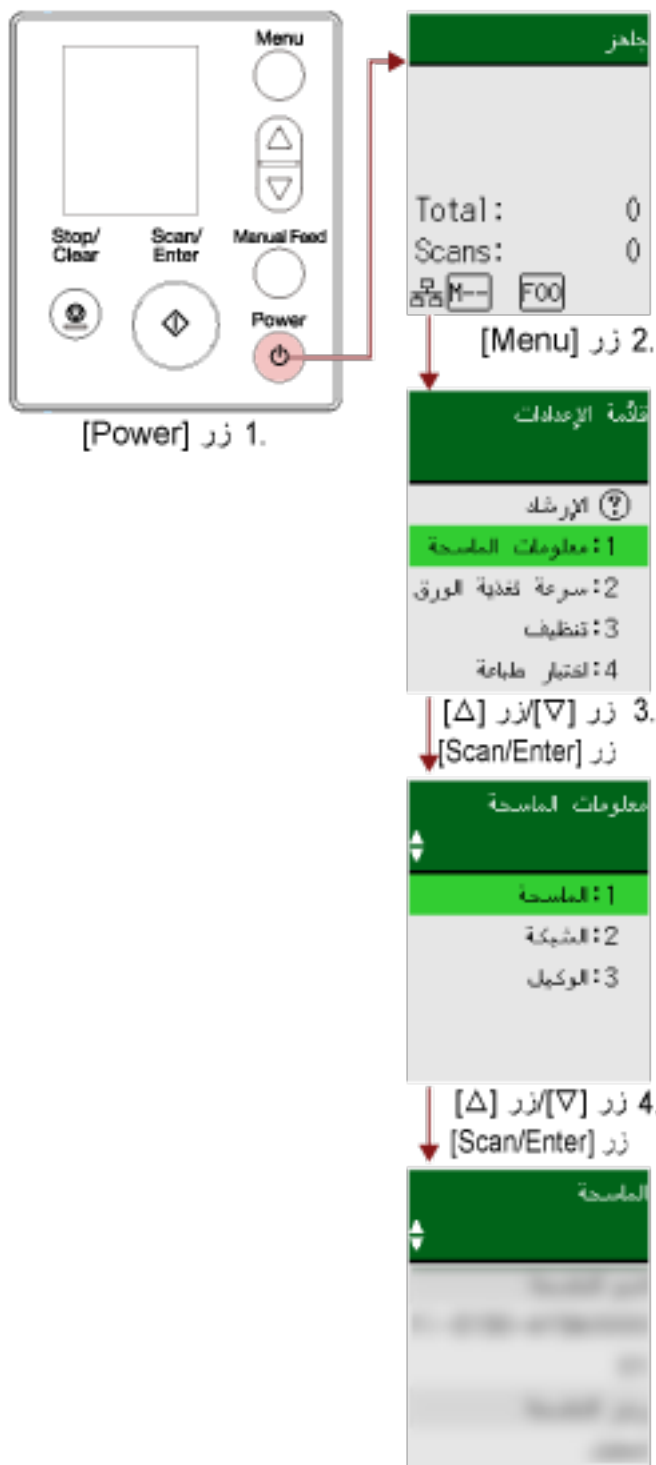 Menu
Stop/
Clear
Scan/
Enter
Manual Feed
Power
1. زر [Power]
جاهز
Total: 0
Scans: 0
M-- F00
2. زر [Menu]
قائمة الإعدادات
? الإرشاد
1:معلومات الماسحة
2:سرعة تغذية الورق
3:تنظيف
4:اختبار طباعة
3. زر [▽]/زر [△]
زر [Scan/Enter]
معلومات الماسحة
1:الماسحة
2:الشبكة
3:الوكيل
4. زر [▽]/زر [△]
زر [Scan/Enter]
الماسحة